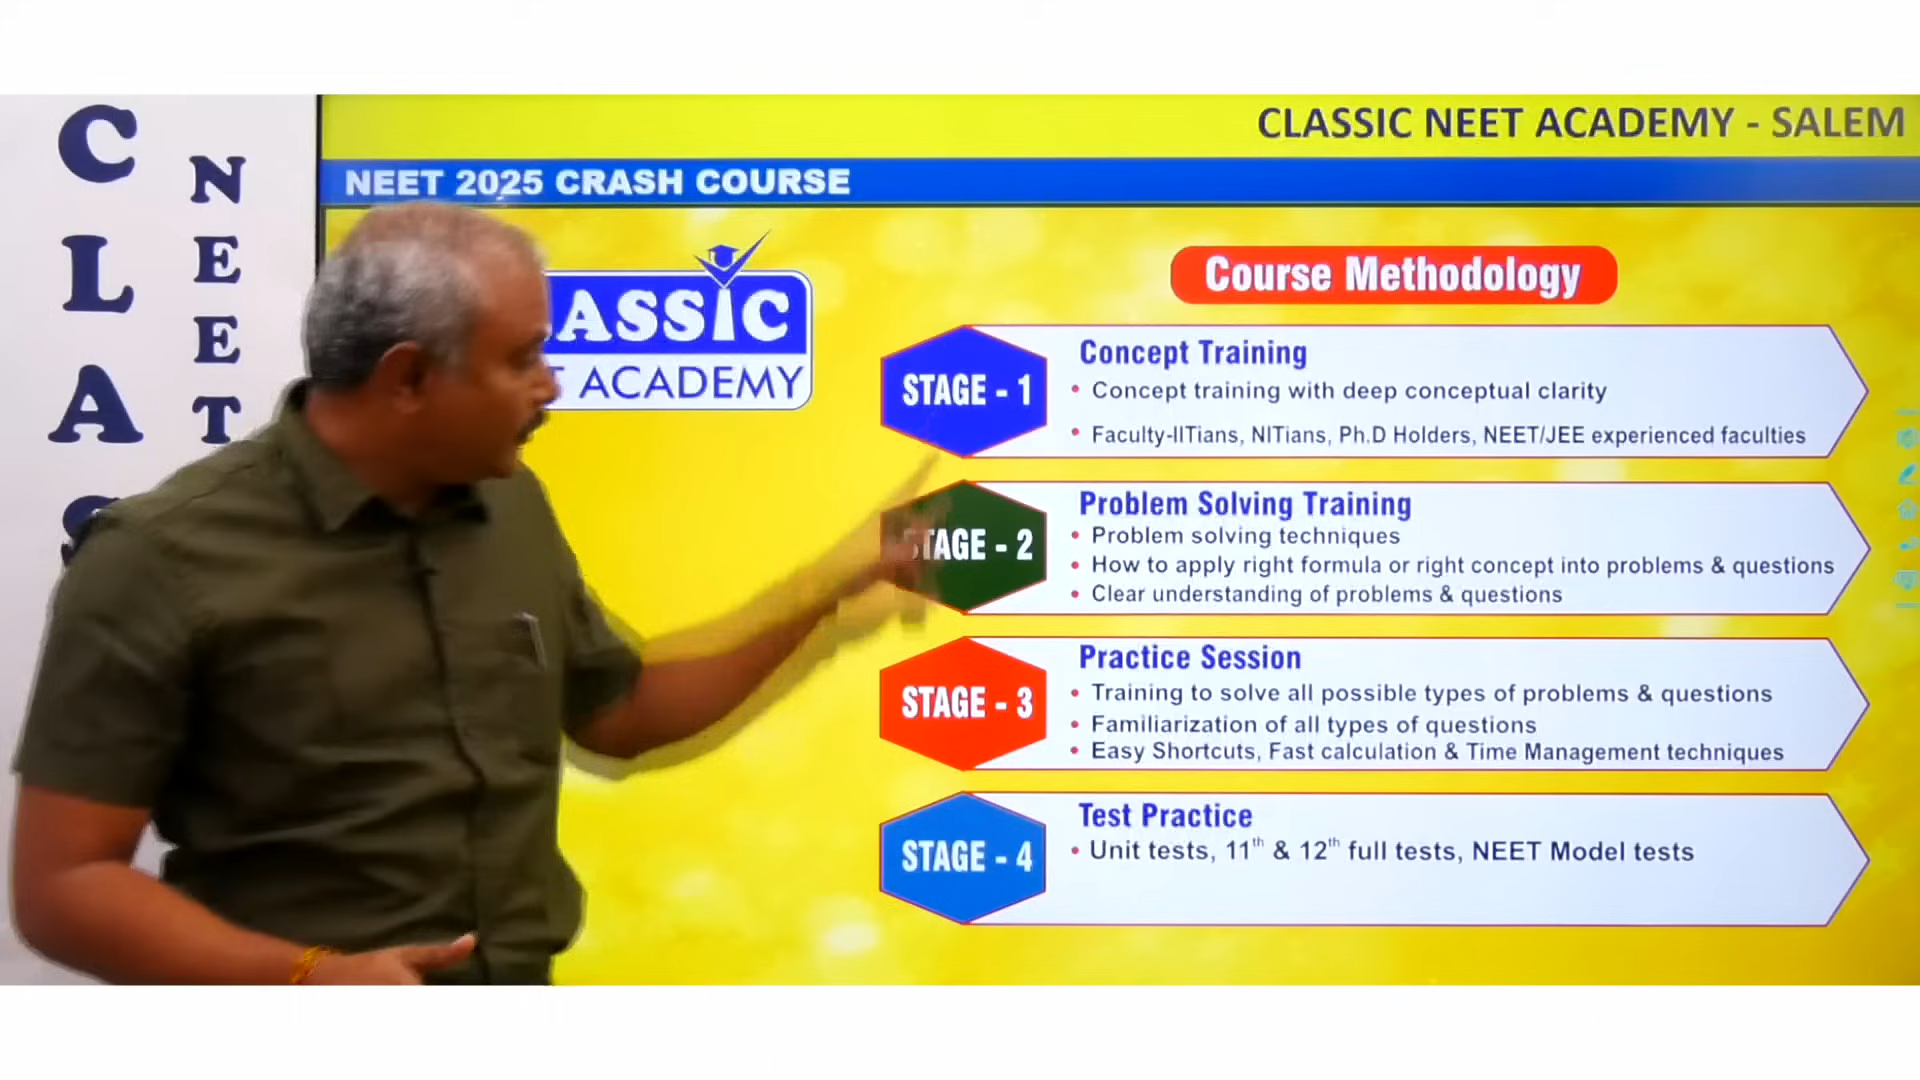 C
L
A
N
E
E
T
CLASSIC NEET ACADEMY - SALEM
NEET 2025 CRASH COURSE
ASSIC
ACADEMY
Course Methodology
STAGE - 1
Concept Training
• Concept training with deep conceptual clarity
• Faculty-IITians, NITians, Ph.D Holders, NEET/JEE experienced faculties
STAGE - 2
Problem Solving Training
• Problem solving techniques
• How to apply right formula or right concept into problems & questions
• Clear understanding of problems & questions
STAGE - 3
Practice Session
• Training to solve all possible types of problems & questions
• Familiarization of all types of questions
• Easy Shortcuts, Fast calculation & Time Management techniques
STAGE - 4
Test Practice
• Unit tests, 11th & 12th full tests, NEET Model tests